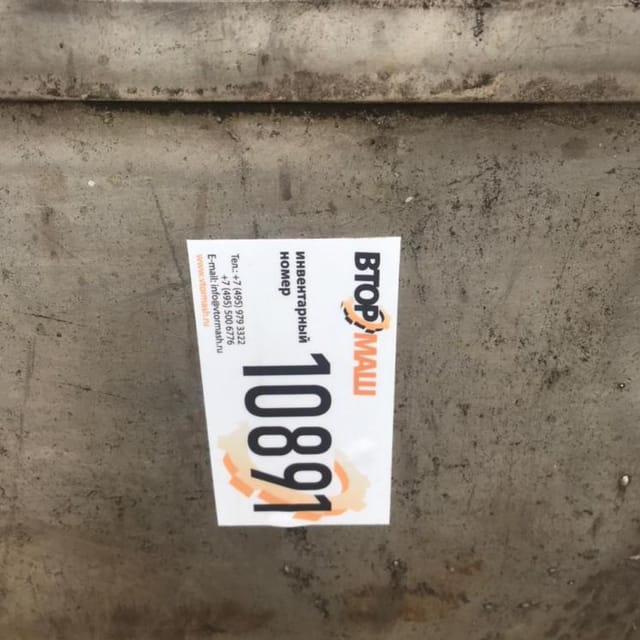 ВТОРМАШ
инвентарный
номер
10891
Тел.: +7 (495) 979 3322
+7 (495) 500 6776
E-mail: info@vtormash.ru
www.vtormash.ru